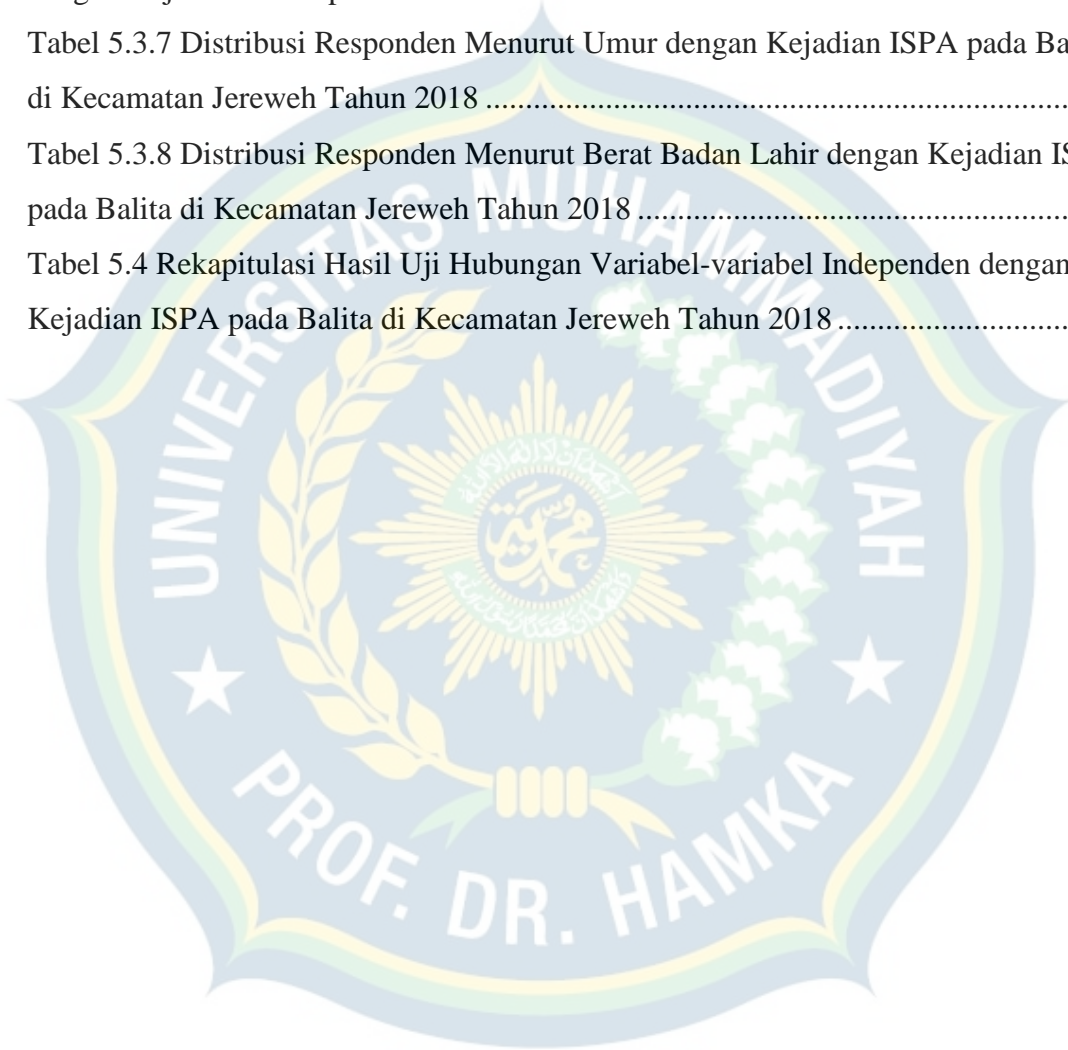 Tabel 5.3.7 Distribusi Responden Menurut Umur dengan Kejadian ISPA pada Ba
di Kecamatan Jereweh Tahun 2018 ........................................................................
Tabel 5.3.8 Distribusi Responden Menurut Berat Badan Lahir dengan Kejadian IS
pada Balita di Kecamatan Jereweh Tahun 2018 ....................................................
Tabel 5.4 Rekapitulasi Hasil Uji Hubungan Variabel-variabel Independen dengan
Kejadian ISPA pada Balita di Kecamatan Jereweh Tahun 2018 ............................
UNIVERSITAS MUHAMMADIYAH
PROF. DR. HAMKA
محمدية